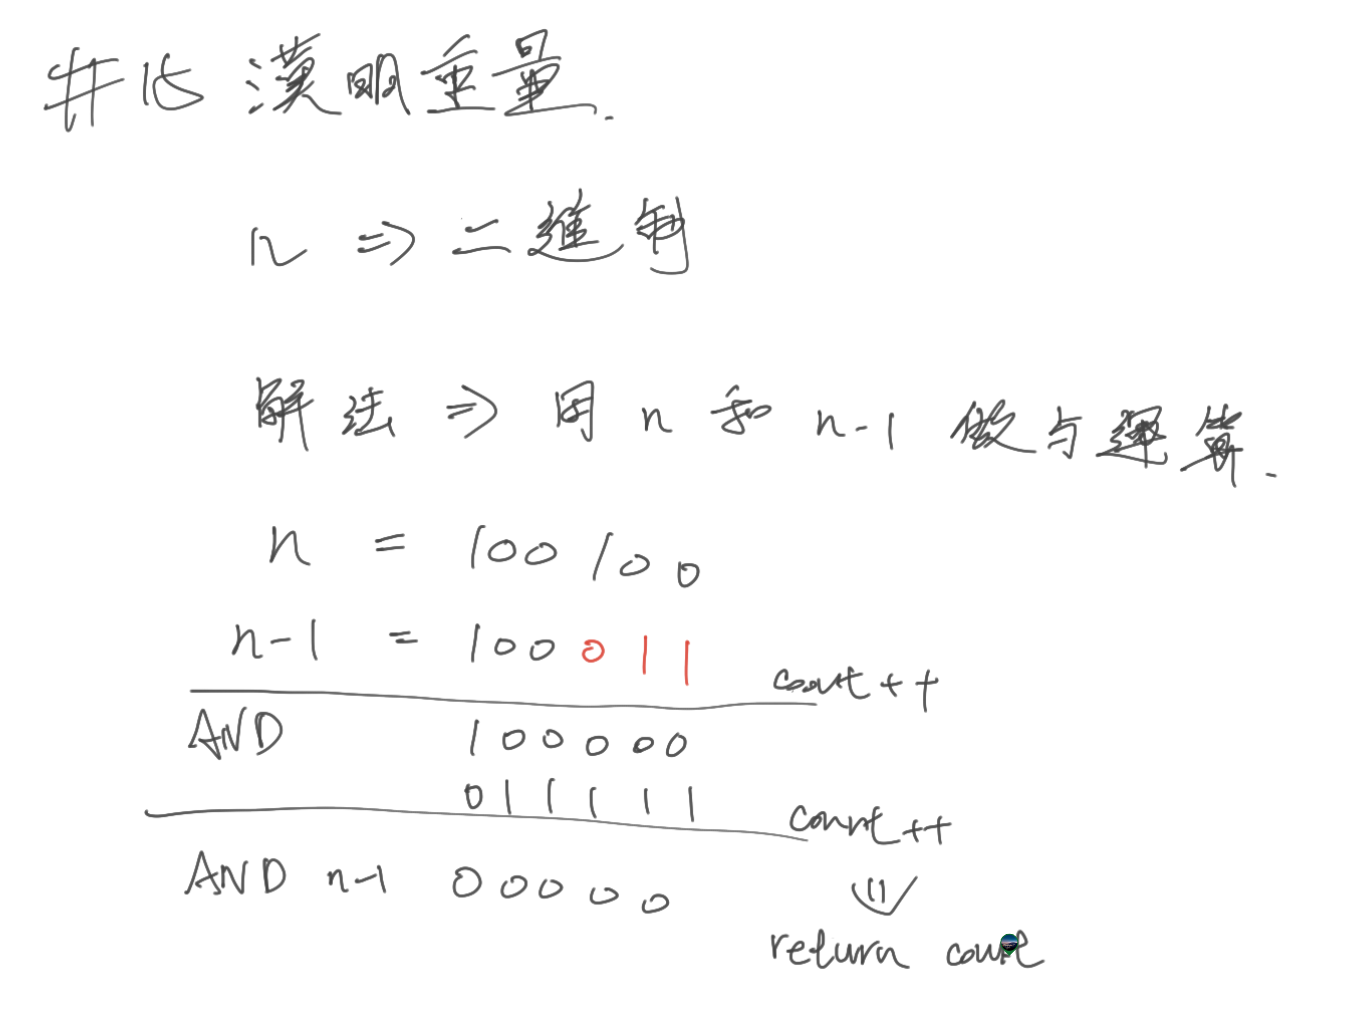 #15 漢明重量.
n => 二進制
解法 => 用 n 和 n-1 做与運算.
n = 100100
n-1 = 100011
count++
AND 100000
011111
count++
AND n-1 00000
return count